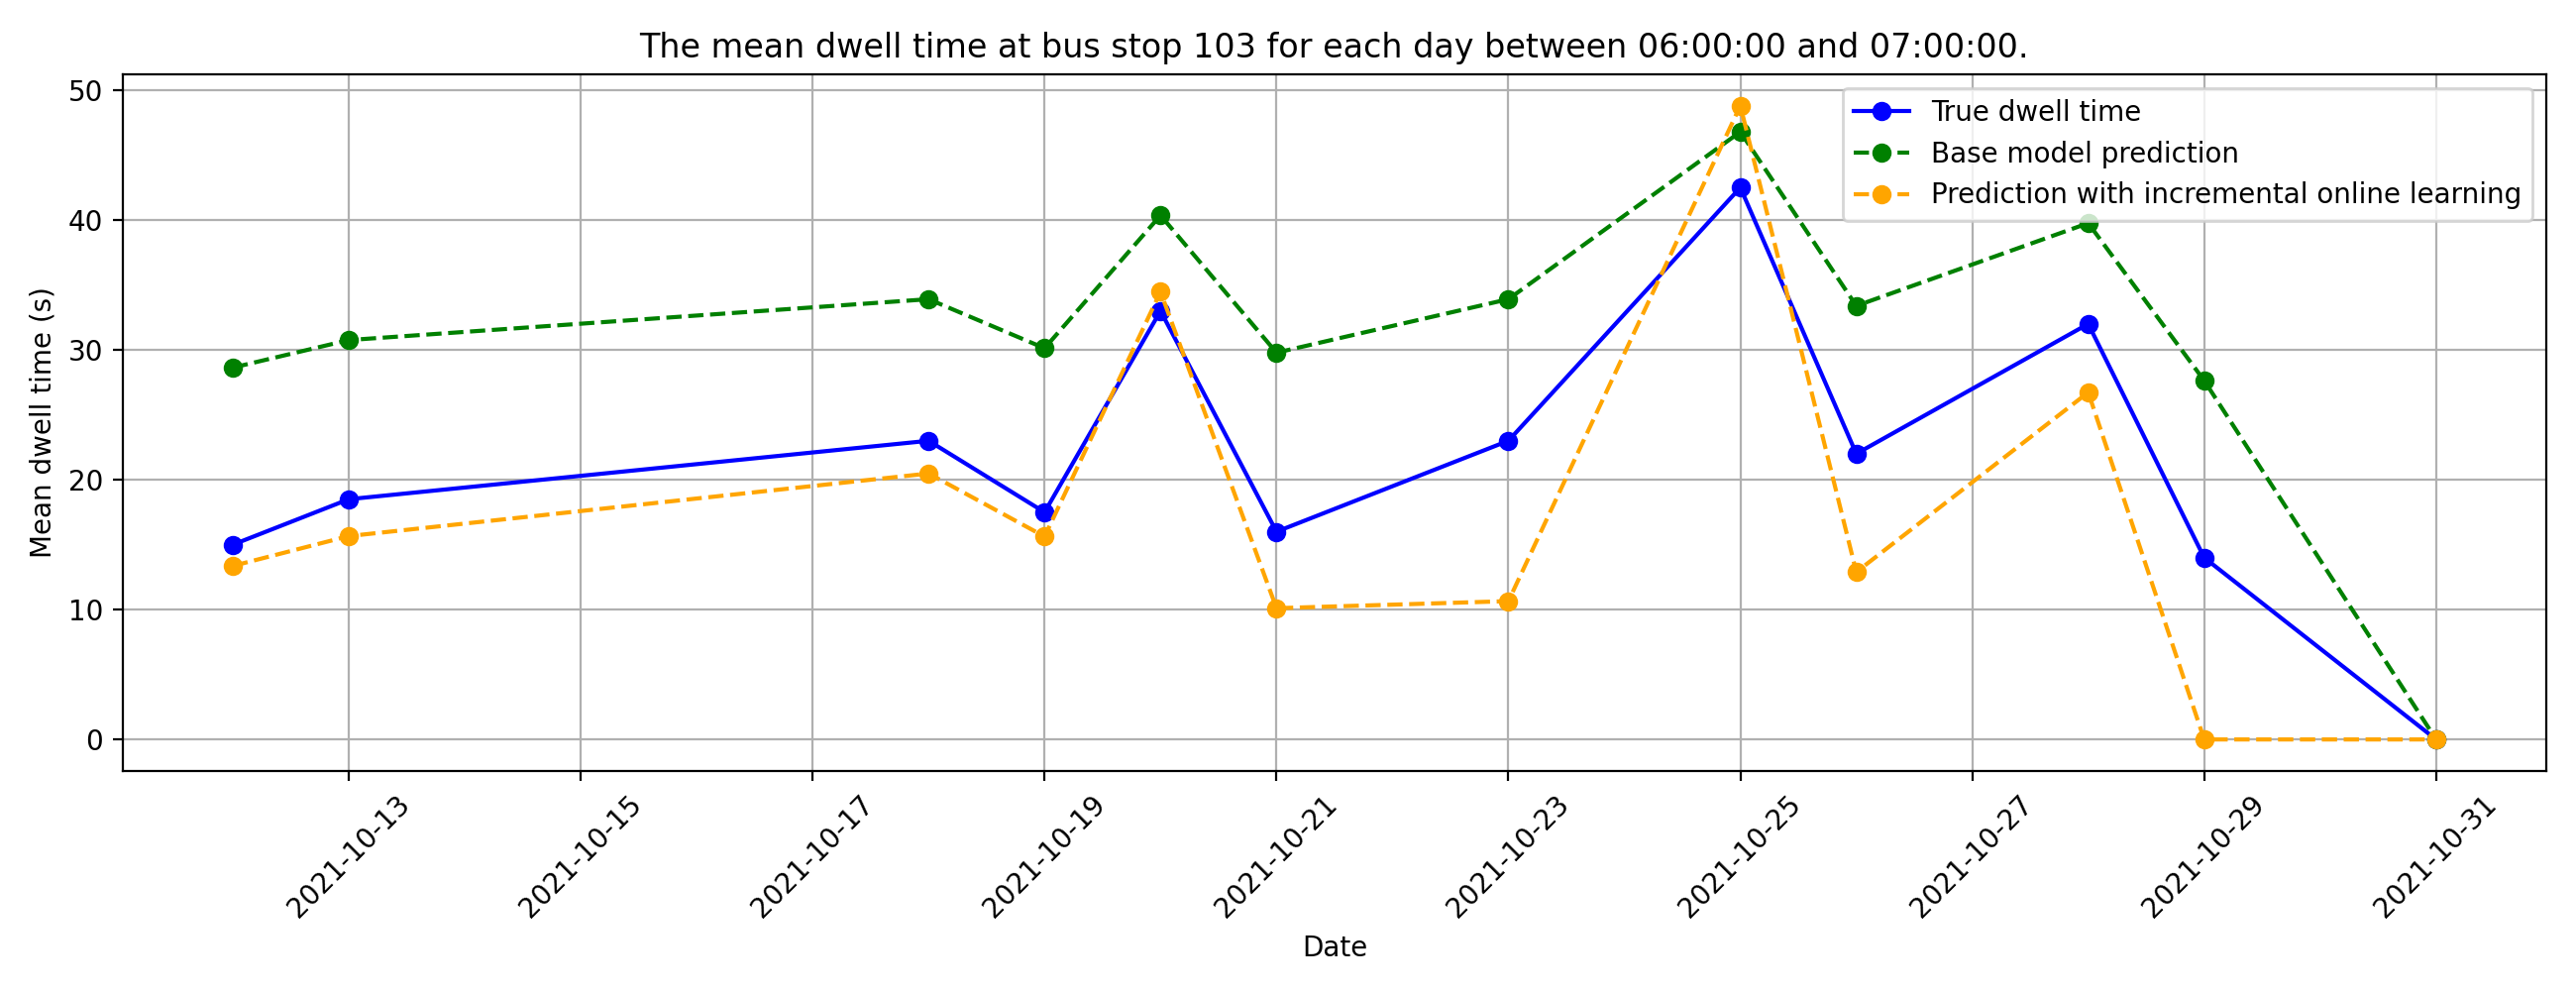 The mean dwell time at bus stop 103 for each day between 06:00:00 and 07:00:00.
True dwell time
Base model prediction
Prediction with incremental online learning
Mean dwell time (s)
50
40
30
20
10
0
2021-10-13
2021-10-15
2021-10-17
2021-10-19
2021-10-21
2021-10-23
2021-10-25
2021-10-27
2021-10-29
2021-10-31
Date